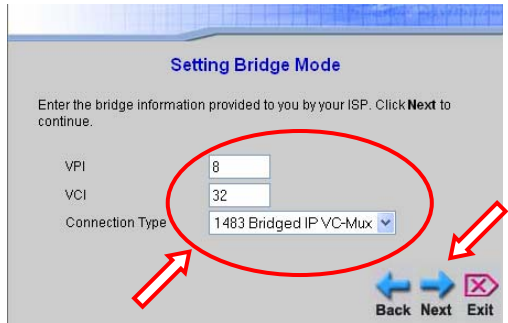 Setting Bridge Mode
Enter the bridge information provided to you by your ISP. Click Next to
continue.
VPI 8
VCI 32
Connection Type 1483 Bridged IP VC-Mux
Back Next Exit